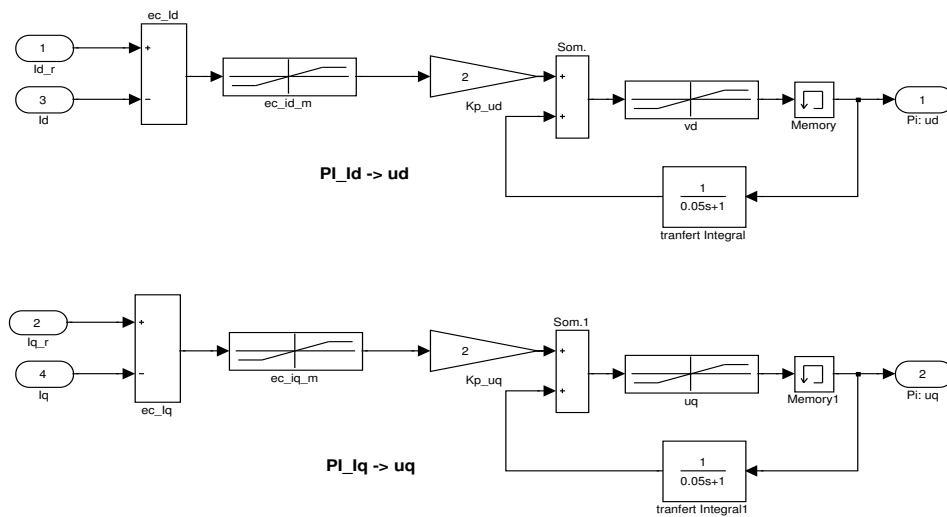 ec_Id
1
+
Id_r
3
−
Id
ec_id_m
2
Kp_ud
Som.
+
+
vd
Memory
1
Pi: ud
PI_Id -> ud
1
0.05s+1
tranfert Integral
2
+
Iq_r
4
−
Iq
ec_Iq
ec_iq_m
2
Kp_uq
Som.1
+
+
uq
Memory1
2
Pi: uq
PI_Iq -> uq
1
0.05s+1
tranfert Integral1